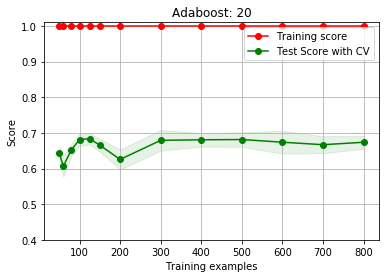 Adaboost: 20
1.0
Training score
Test Score with CV
0.9
0.8
Score
0.7
0.6
0.5
0.4
100 200 300 400 500 600 700 800
Training examples